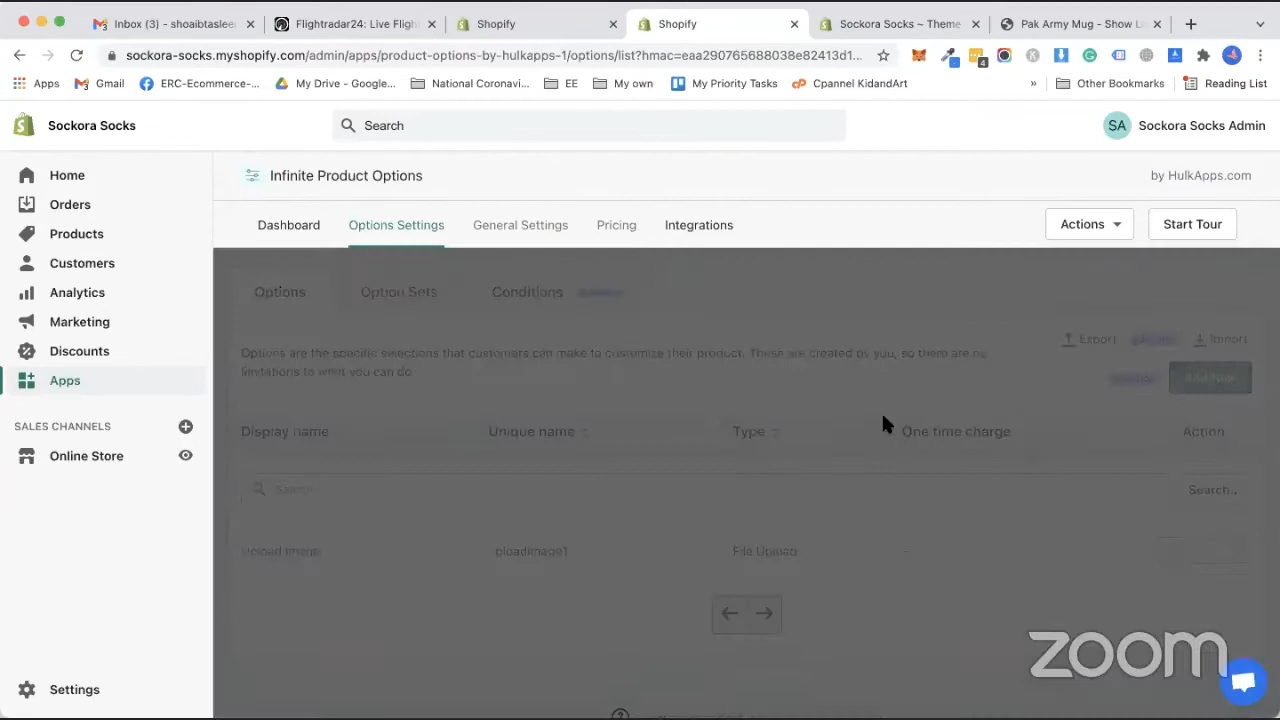 Inbox (3) - shoaibtaslee
Flightradar24: Live Fligh
Shopify
Shopify
Sockora Socks ~ Theme
Pak Army Mug - Show L
sockora-socks.myshopify.com/admin/apps/product-options-by-hulkapps-1/options/list?hmac=eaa290765688038e82413d1...
4
Apps
Gmail
ERC-Ecommerce-...
My Drive - Google...
National Coronavi...
EE
My own
My Priority Tasks
Cpannel KidandArt
»
Other Bookmarks
Reading List
Sockora Socks
Search
SA
Sockora Socks Admin
Home
Orders
Products
Customers
Analytics
Marketing
Discounts
Apps
SALES CHANNELS
Online Store
Settings
Infinite Product Options
by HulkApps.com
Dashboard
Options Settings
General Settings
Pricing
Integrations
Actions
Start Tour
Options
Option Sets
Conditions
Options are the specific selections that customers can make to customize their product. These are created by you, so there are no
limitations to what you can do
Export
Import
Add New
Display name
Unique name
Type
One time charge
Action
Search
Search..
File Upload
zoom